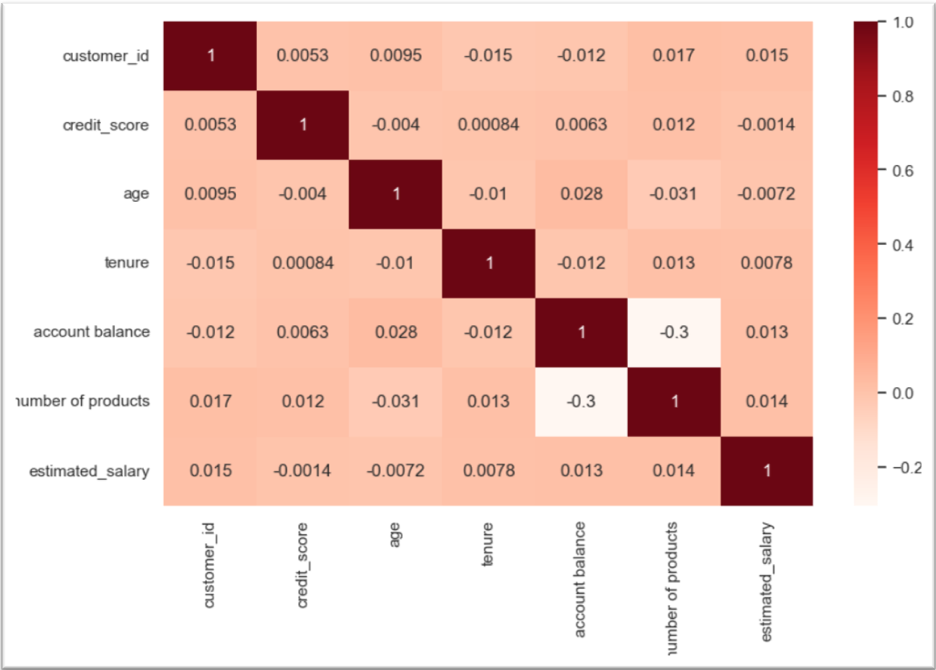 customer_id 1 0.0053 0.0095 -0.015 -0.012 0.017 0.015
credit_score 0.0053 1 -0.004 0.00084 0.0063 0.012 -0.0014
age 0.0095 -0.004 1 -0.01 0.028 -0.031 -0.0072
tenure -0.015 0.00084 -0.01 1 -0.012 0.013 0.0078
account balance -0.012 0.0063 0.028 -0.012 1 -0.3 0.013
number of products 0.017 0.012 -0.031 0.013 -0.3 1 0.014
estimated_salary 0.015 -0.0014 -0.0072 0.0078 0.013 0.014 1
customer_id
credit_score
age
tenure
account balance
number of products
estimated_salary
1.0
0.8
0.6
0.4
0.2
0.0
−0.2